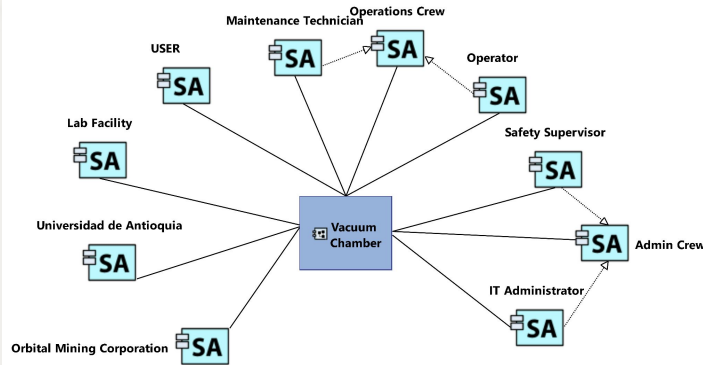 Operations Crew
Maintenance Technician
SA
SA
USER
SA
Operator
SA
Lab Facility
SA
Safety Supervisor
SA
Universidad de Antioquia
SA
Vacuum
Chamber
SA
Admin Crew
IT Administrator
SA
Orbital Mining Corporation
SA